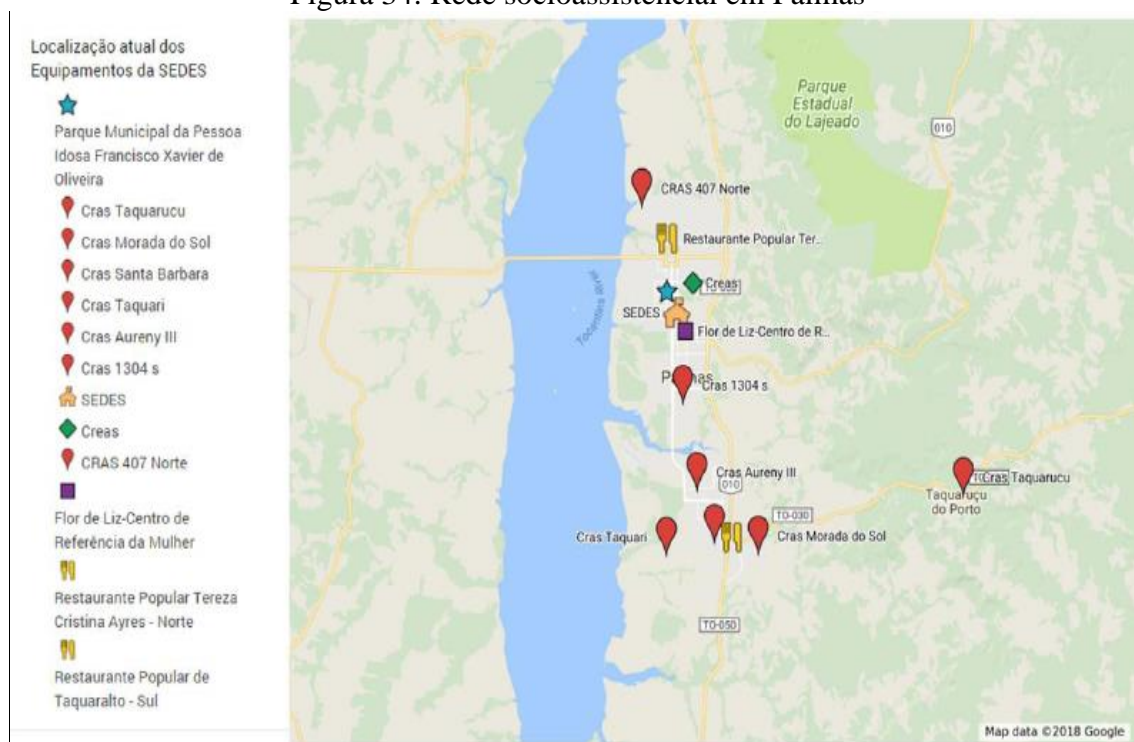 Figura 34: Rede socioassistencial em Palmas
Localização atual dos
Equipamentos da SEDES
Parque Municipal da Pessoa
Idosa Francisco Xavier de
Oliveira
Cras Taquarucu
Cras Morada do Sol
Cras Santa Barbara
Cras Taquari
Cras Aureny III
Cras 1304 s
SEDES
Creas
CRAS 407 Norte
Flor de Liz-Centro de
Referência da Mulher
Restaurante Popular Tereza
Cristina Ayres - Norte
Restaurante Popular de
Taquaralto - Sul
Parque
Estadual
do Lajeado
010
CRAS 407 Norte
Restaurante Popular Ter..
Creas
SEDES
Flor de Liz-Centro de R..
Cras 1304 s
Cras Aureny III
010
Cras Taquarucu
Taquaruçu
do Porto
TO-030
Cras Taquari
Cras Morada do Sol
TO-050
Map data ©2018 Google